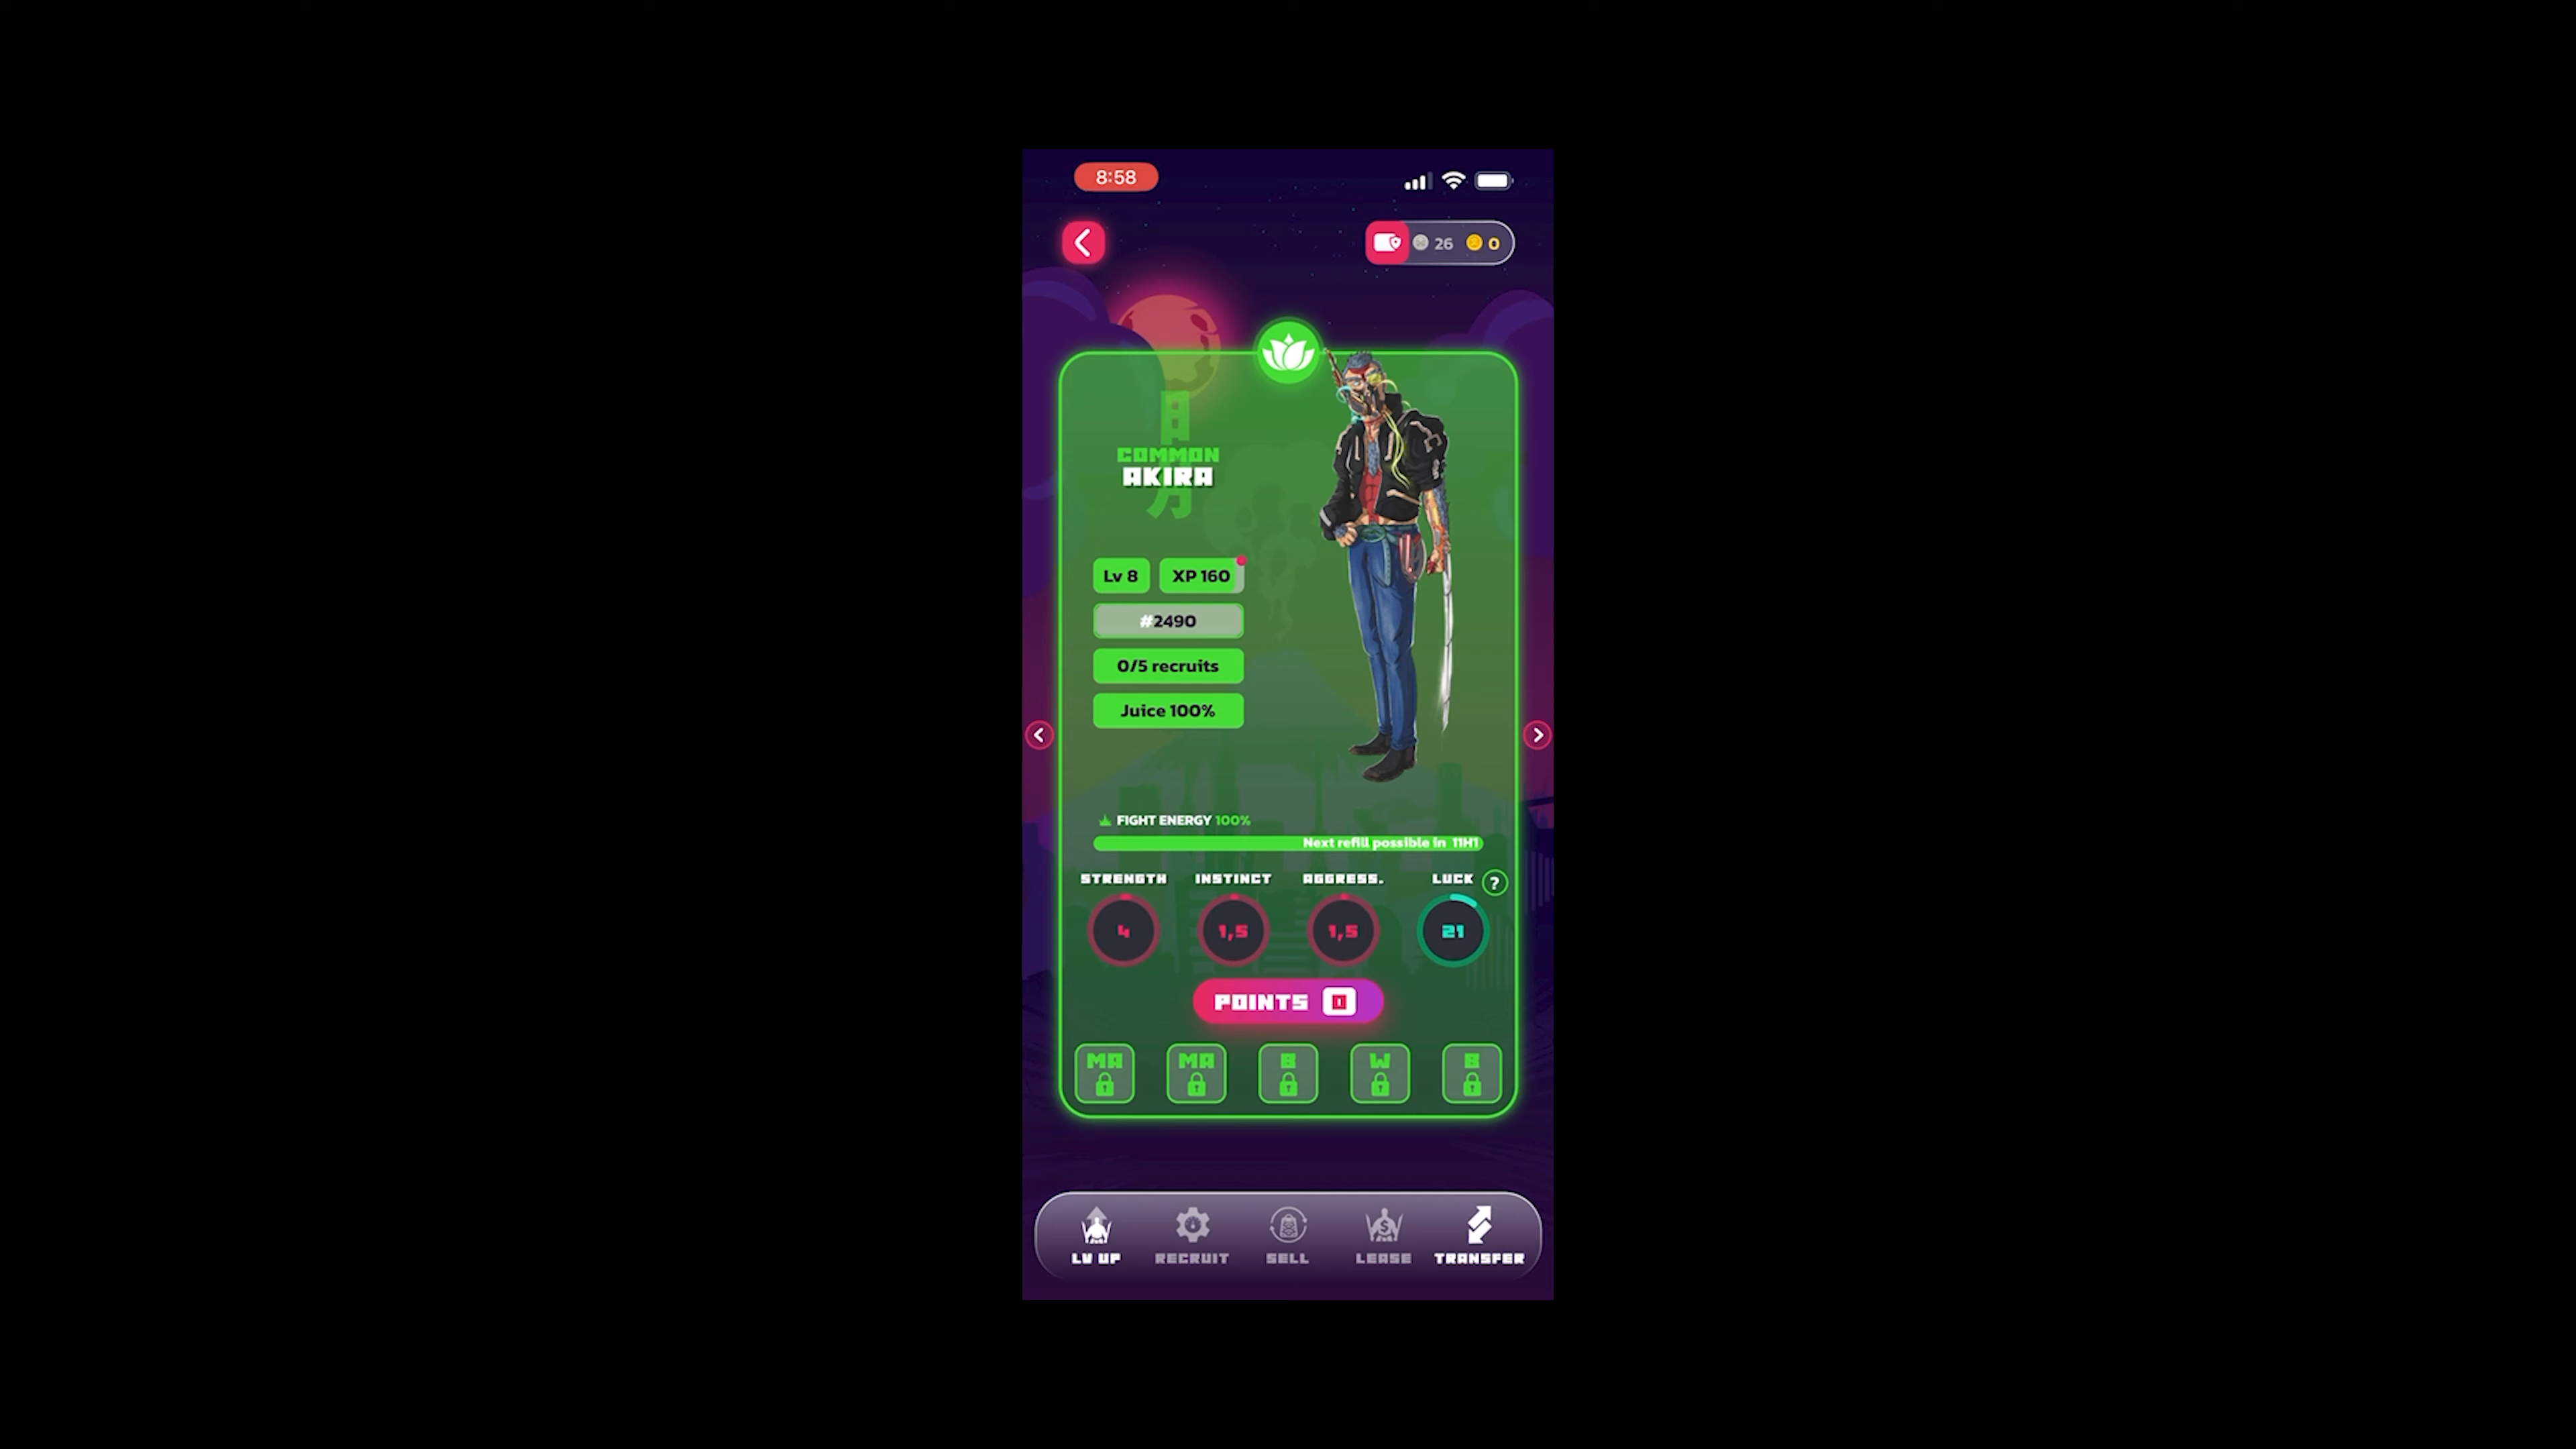 8:58
26 0
COMMON
AKIRA
Lv 8 XP 160
#2490
0/5 recruits
Juice 100%
FIGHT ENERGY 100%
Next refill possible in 11H1
STRENGTH INSTINCT AGGRESS. LUCK ?
4 1,5 1,5 21
POINTS 0
MA MA B W B
LV UP RECRUIT SELL LEASE TRANSFER